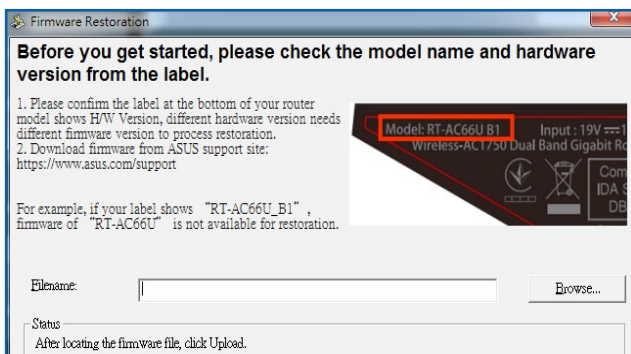 Firmware Restoration
Before you get started, please check the model name and hardware
version from the label.
1. Please confirm the label at the bottom of your router
model shows H/W Version, different hardware version needs
different firmware version to process restoration.
2. Download firmware from ASUS support site:
https://www.asus.com/support
For example, if your label shows “RT-AC66U_B1”,
firmware of “RT-AC66U” is not available for restoration.
Model: RT-AC66U B1 Input : 19V
Wireless-AC1750 Dual Band Gigabit
Com
IDA
DB
Filename:
Browse...
Status
After locating the firmware file, click Upload.